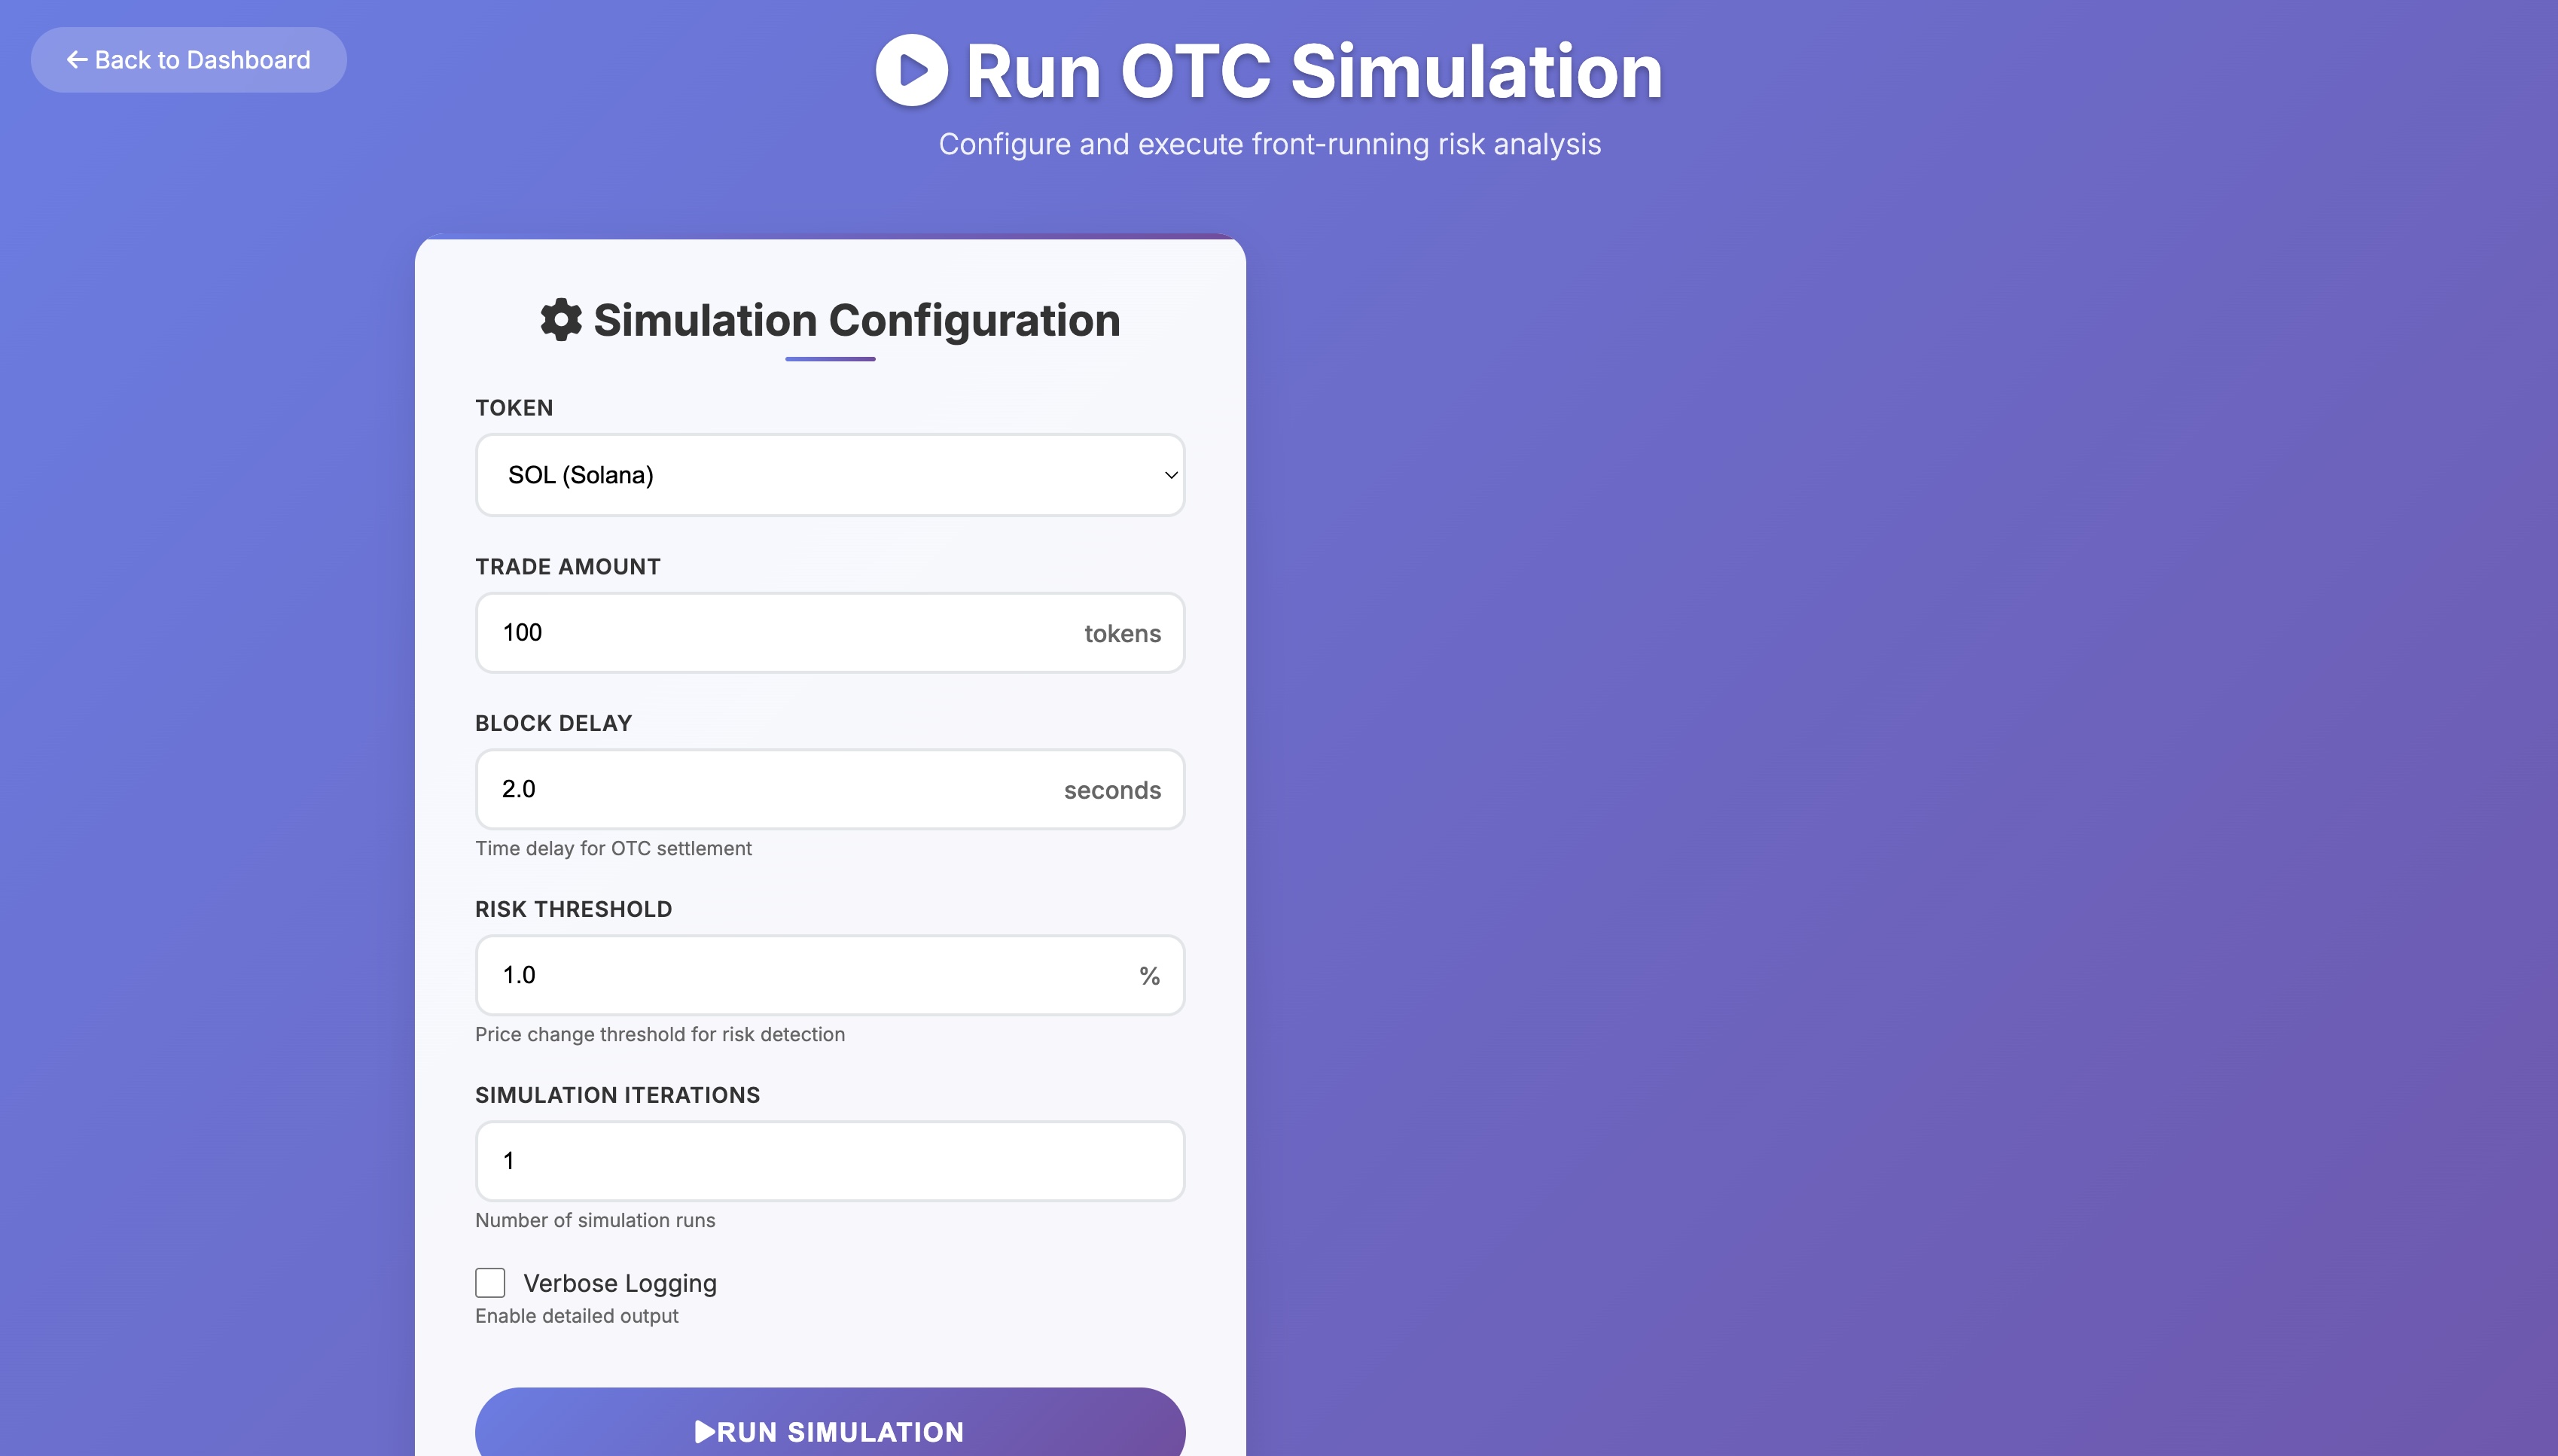 Back to Dashboard
Run OTC Simulation
Configure and execute front-running risk analysis
Simulation Configuration
TOKEN
SOL (Solana)
TRADE AMOUNT
100 tokens
BLOCK DELAY
2.0 seconds
Time delay for OTC settlement
RISK THRESHOLD
1.0 %
Price change threshold for risk detection
SIMULATION ITERATIONS
1
Number of simulation runs
Verbose Logging
Enable detailed output
RUN SIMULATION